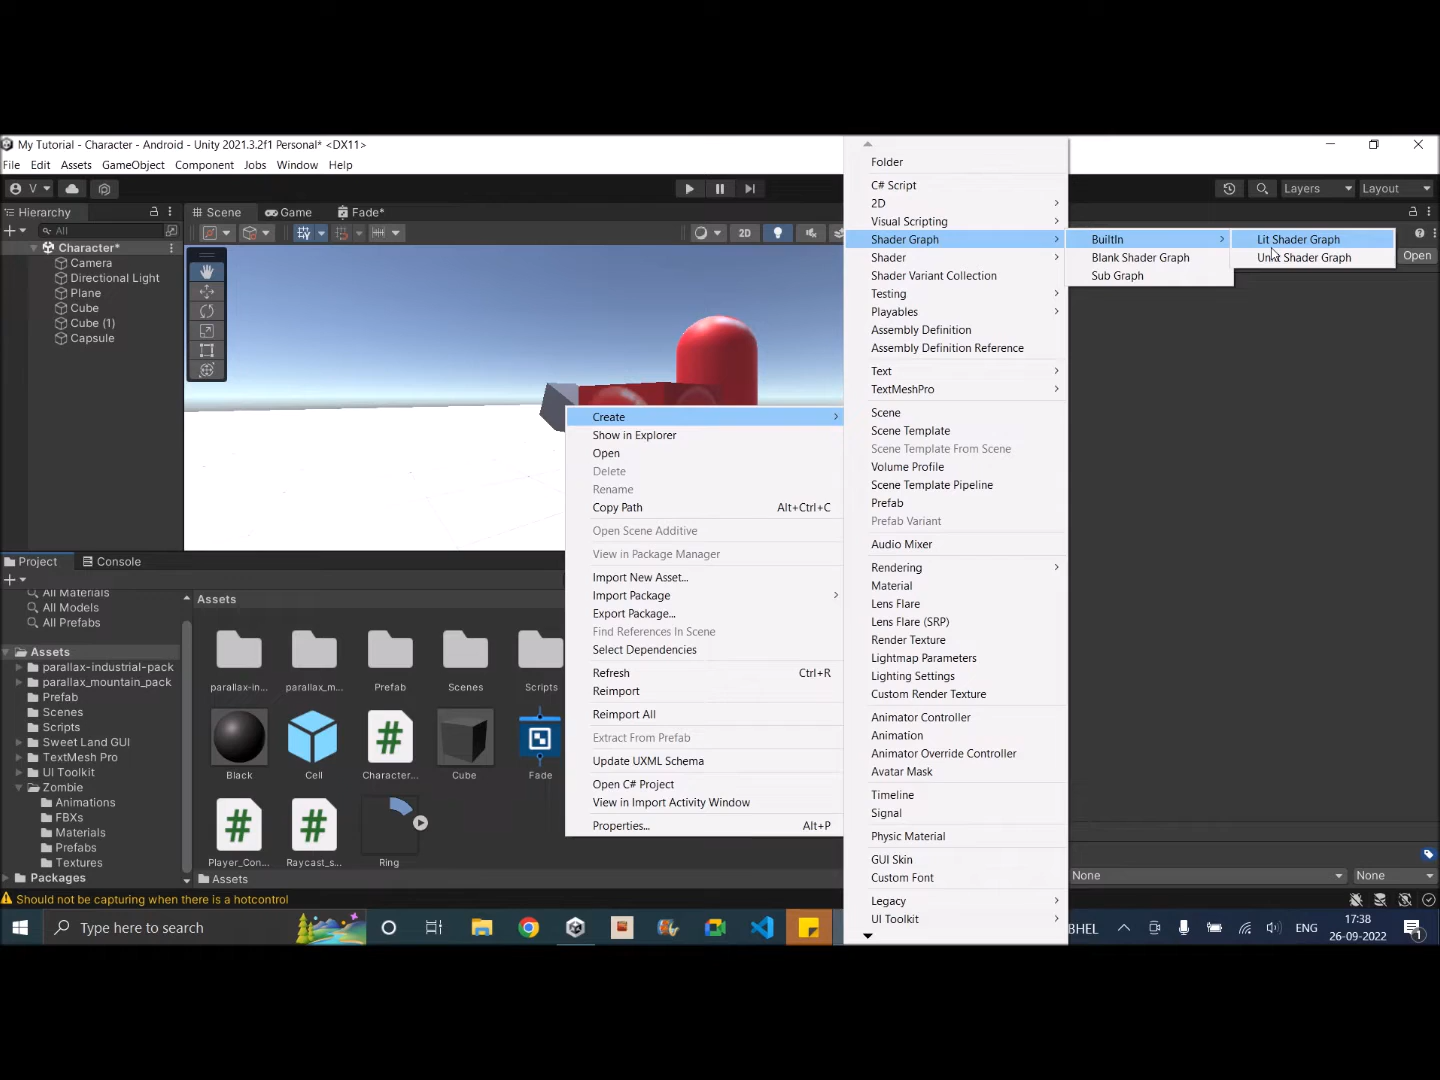 My Tutorial - Character - Android - Unity 2021.3.2f1 Personal* <DX11>
File Edit Assets GameObject Component Jobs Window Help
V
Layers
Layout
Hierarchy
Scene
Game
Fade*
All
2D
Character*
Camera
Directional Light
Plane
Cube
Cube (1)
Capsule
Open
Create
Show in Explorer
Open
Delete
Rename
Copy Path Alt+Ctrl+C
Open Scene Additive
View in Package Manager
Import New Asset...
Import Package
Export Package...
Find References In Scene
Select Dependencies
Refresh Ctrl+R
Reimport
Reimport All
Extract From Prefab
Update UXML Schema
Open C# Project
View in Import Activity Window
Properties... Alt+P
Folder
C# Script
2D
Visual Scripting
Shader Graph
Shader
Shader Variant Collection
Testing
Playables
Assembly Definition
Assembly Definition Reference
Text
TextMeshPro
Scene
Scene Template
Scene Template From Scene
Volume Profile
Scene Template Pipeline
Prefab
Prefab Variant
Audio Mixer
Rendering
Material
Lens Flare
Lens Flare (SRP)
Render Texture
Lightmap Parameters
Lighting Settings
Custom Render Texture
Animator Controller
Animation
Animator Override Controller
Avatar Mask
Timeline
Signal
Physic Material
GUI Skin
Custom Font
Legacy
UI Toolkit
BuiltIn
Blank Shader Graph
Sub Graph
Lit Shader Graph
Unlit Shader Graph
Project
Console
All Materials
All Models
All Prefabs
Assets
parallax-industrial-pack
parallax_mountain_pack
Prefab
Scenes
Scripts
Sweet Land GUI
TextMesh Pro
UI Toolkit
Zombie
Animations
FBXs
Materials
Prefabs
Textures
Packages
Assets
parallax-in... parallax_m... Prefab Scenes Scripts
Black Cell Character... Cube Fade
Player_Con... Raycast_s... Ring
Assets
None
None
Should not be capturing when there is a hotcontrol
Type here to search
BHEL
ENG
17:38
26-09-2022
1